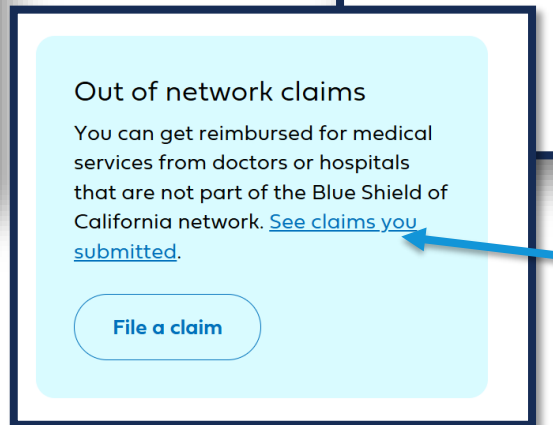 Out of network claims
You can get reimbursed for medical
services from doctors or hospitals
that are not part of the Blue Shield of
California network. See claims you
submitted.
File a claim